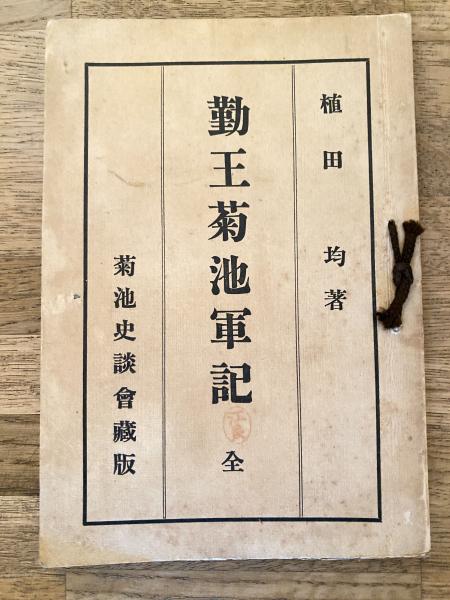 植田 均著
勤王菊池軍記 全
菊池史談會藏版